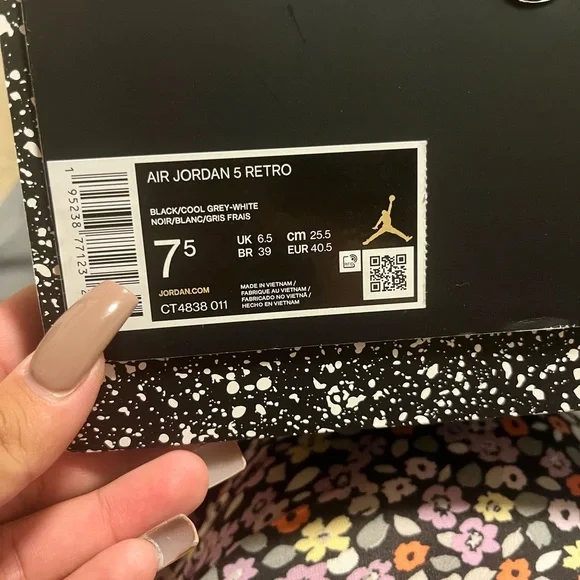 AIR JORDAN 5 RETRO
BLACK/COOL GREY-WHITE
NOIR/BLANC/GRIS FRAIS
7 5
UK 6.5 cm 25.5
BR 39 EUR 40.5
JORDAN.COM
CT4838 011
MADE IN VIETNAM /
FABRIQUE AU VIETNAM /
FABRICADO NO VIETNÃ /
HECHO EN VIETNAM
1 95238 77123